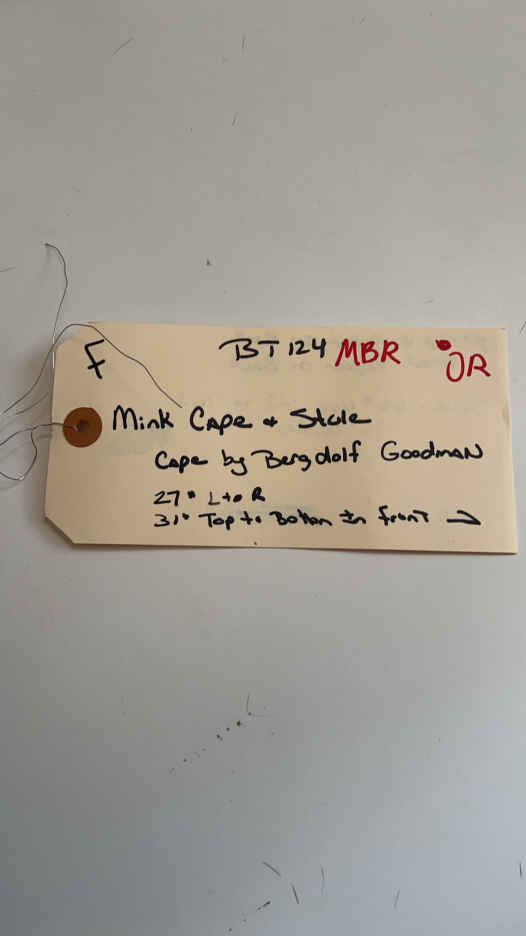 F BT 124 MBR JR
Mink Cape + Stole
Cape by Bergdolf Goodman
27" L to R
31" Top to Bottom In front →